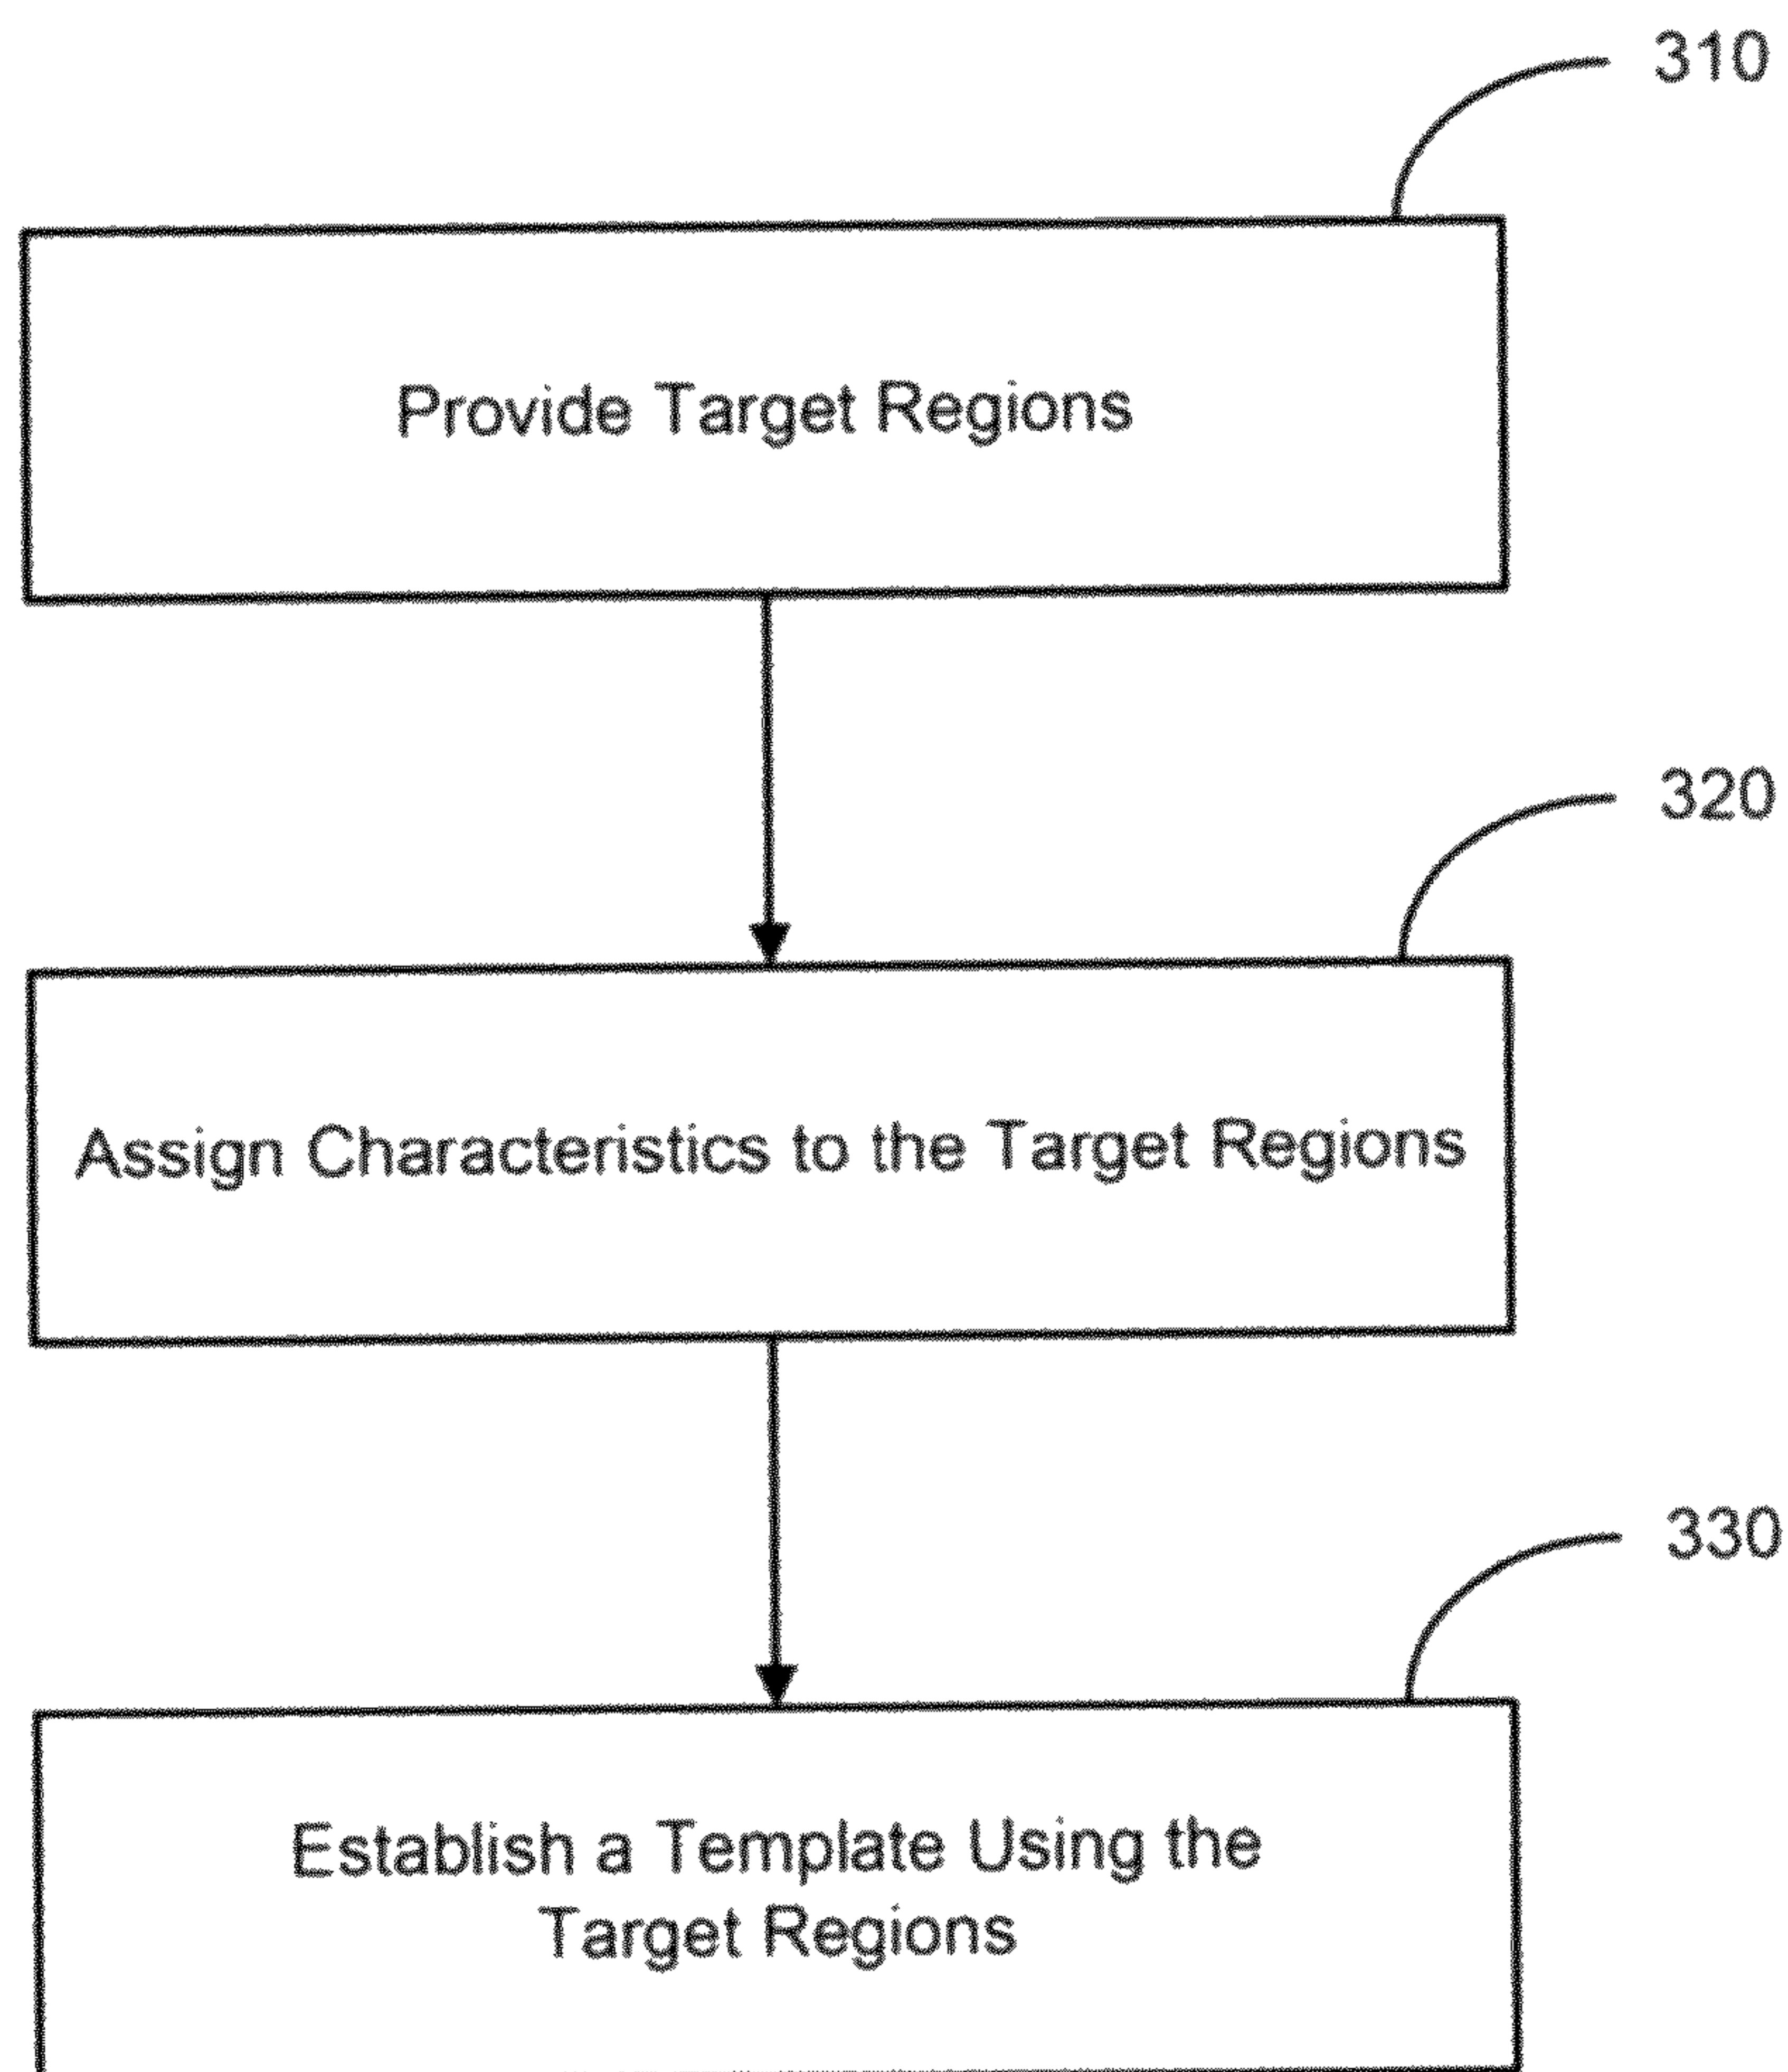 310
Provide Target Regions
320
Assign Characteristics to the Target Regions
330
Establish a Template Using the
Target Regions